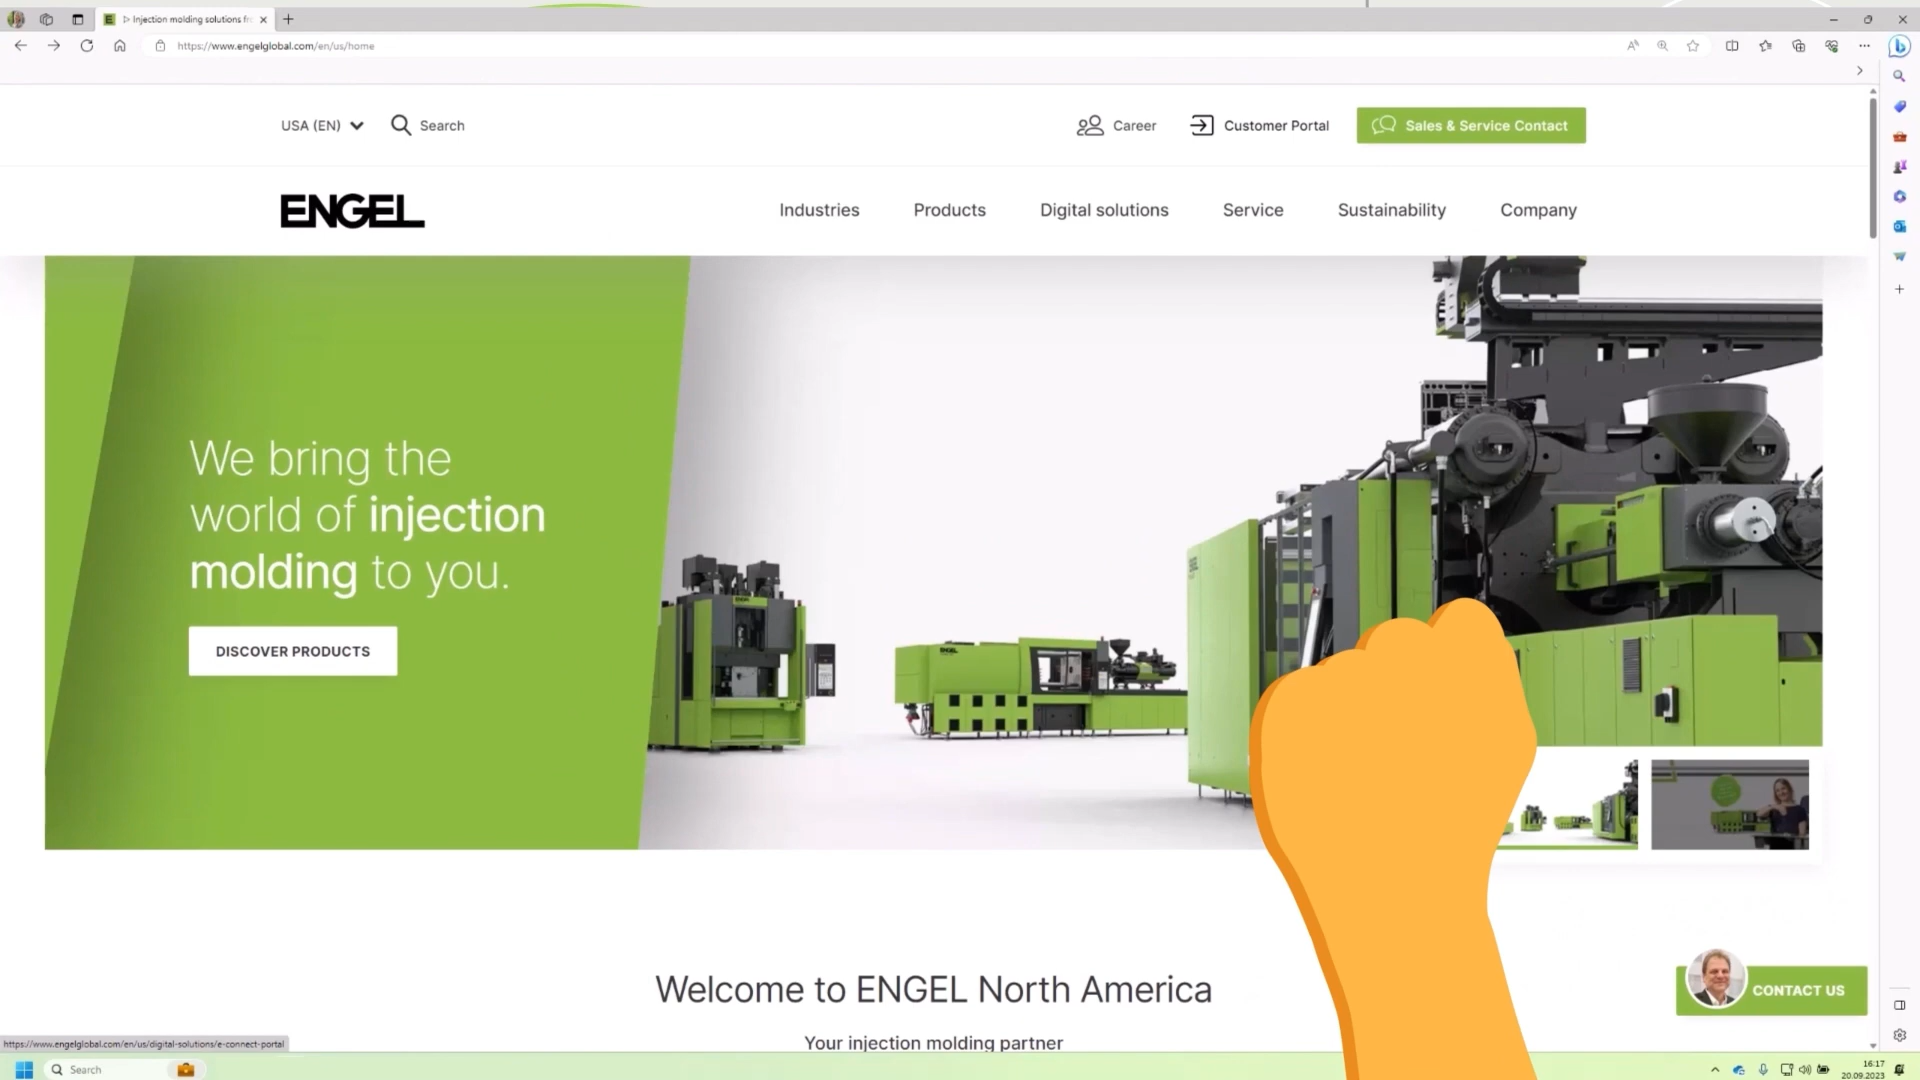 ▷ Injection molding solutions fr
https://www.engelglobal.com/en/us/home
USA (EN)
Search
Career
Customer Portal
Sales & Service Contact
ENGEL
Industries
Products
Digital solutions
Service
Sustainability
Company
We bring the
world of injection
molding to you.
DISCOVER PRODUCTS
Welcome to ENGEL North America
Your injection molding partner
CONTACT US
https://www.engelglobal.com/en/us/digital-solutions/e-connect-portal
Search
16:17
20.09.2023